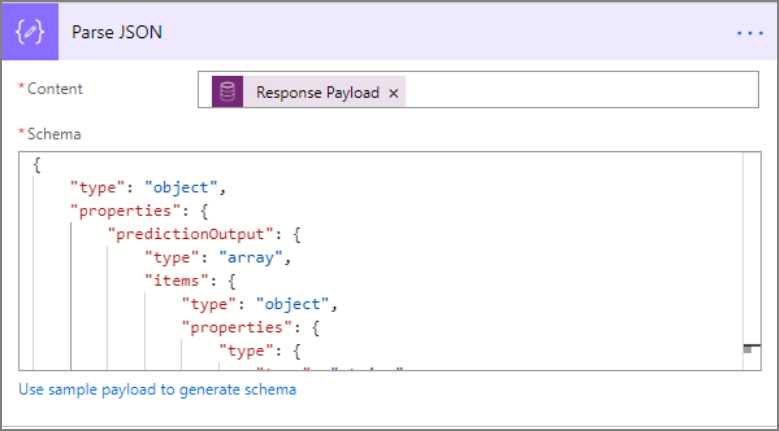 Parse JSON
* Content
Response Payload ×
* Schema
{
"type": "object",
"properties": {
"predictionOutput": {
"type": "array",
"items": {
"type": "object",
"properties": {
"type": {
Use sample payload to generate schema